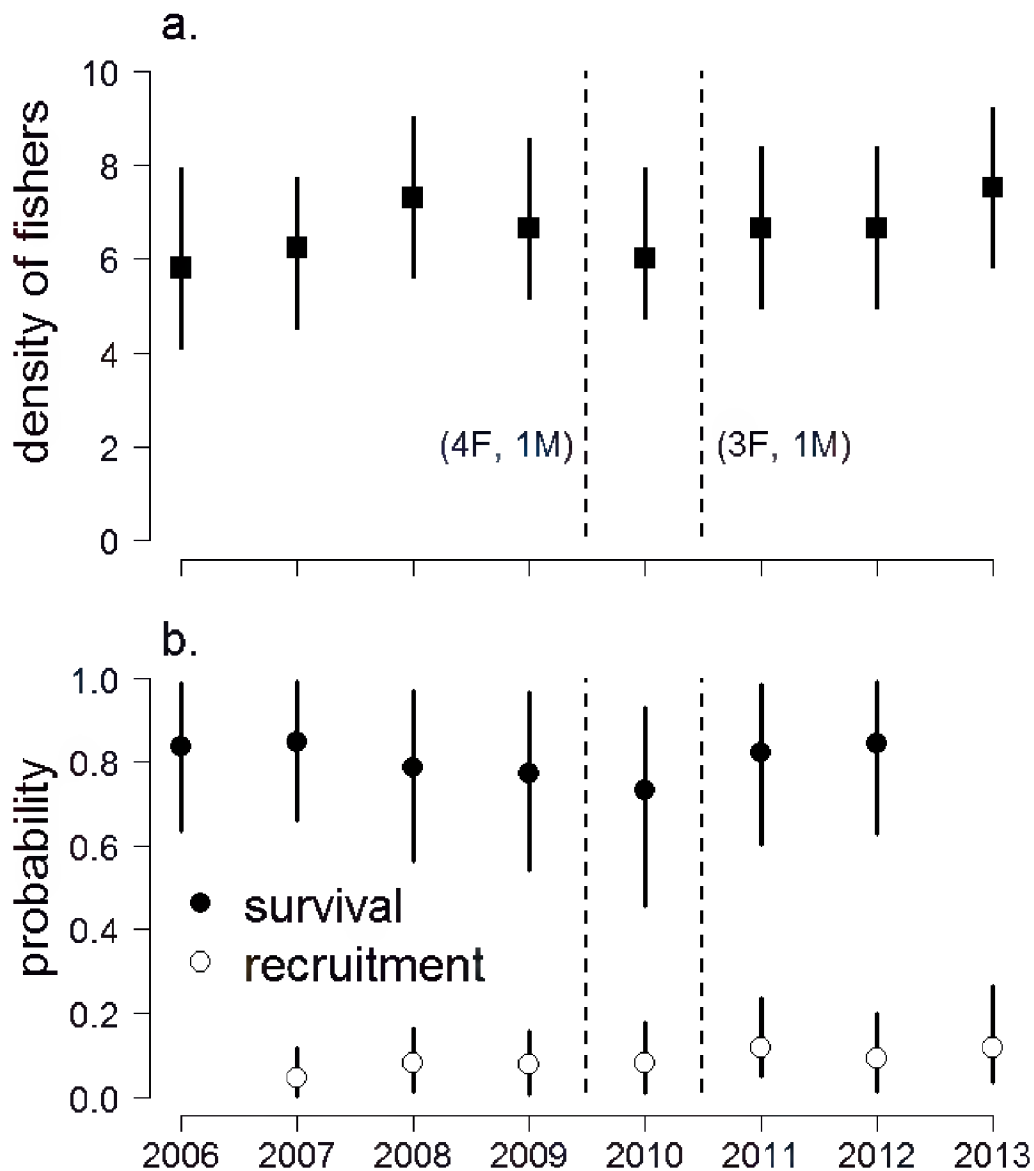 a.
density of fishers
10
8
6
4
2
0
(4F, 1M)
(3F, 1M)
b.
probability
1.0
0.8
0.6
0.4
0.2
0.0
survival
recruitment
2006 2007 2008 2009 2010 2011 2012 2013